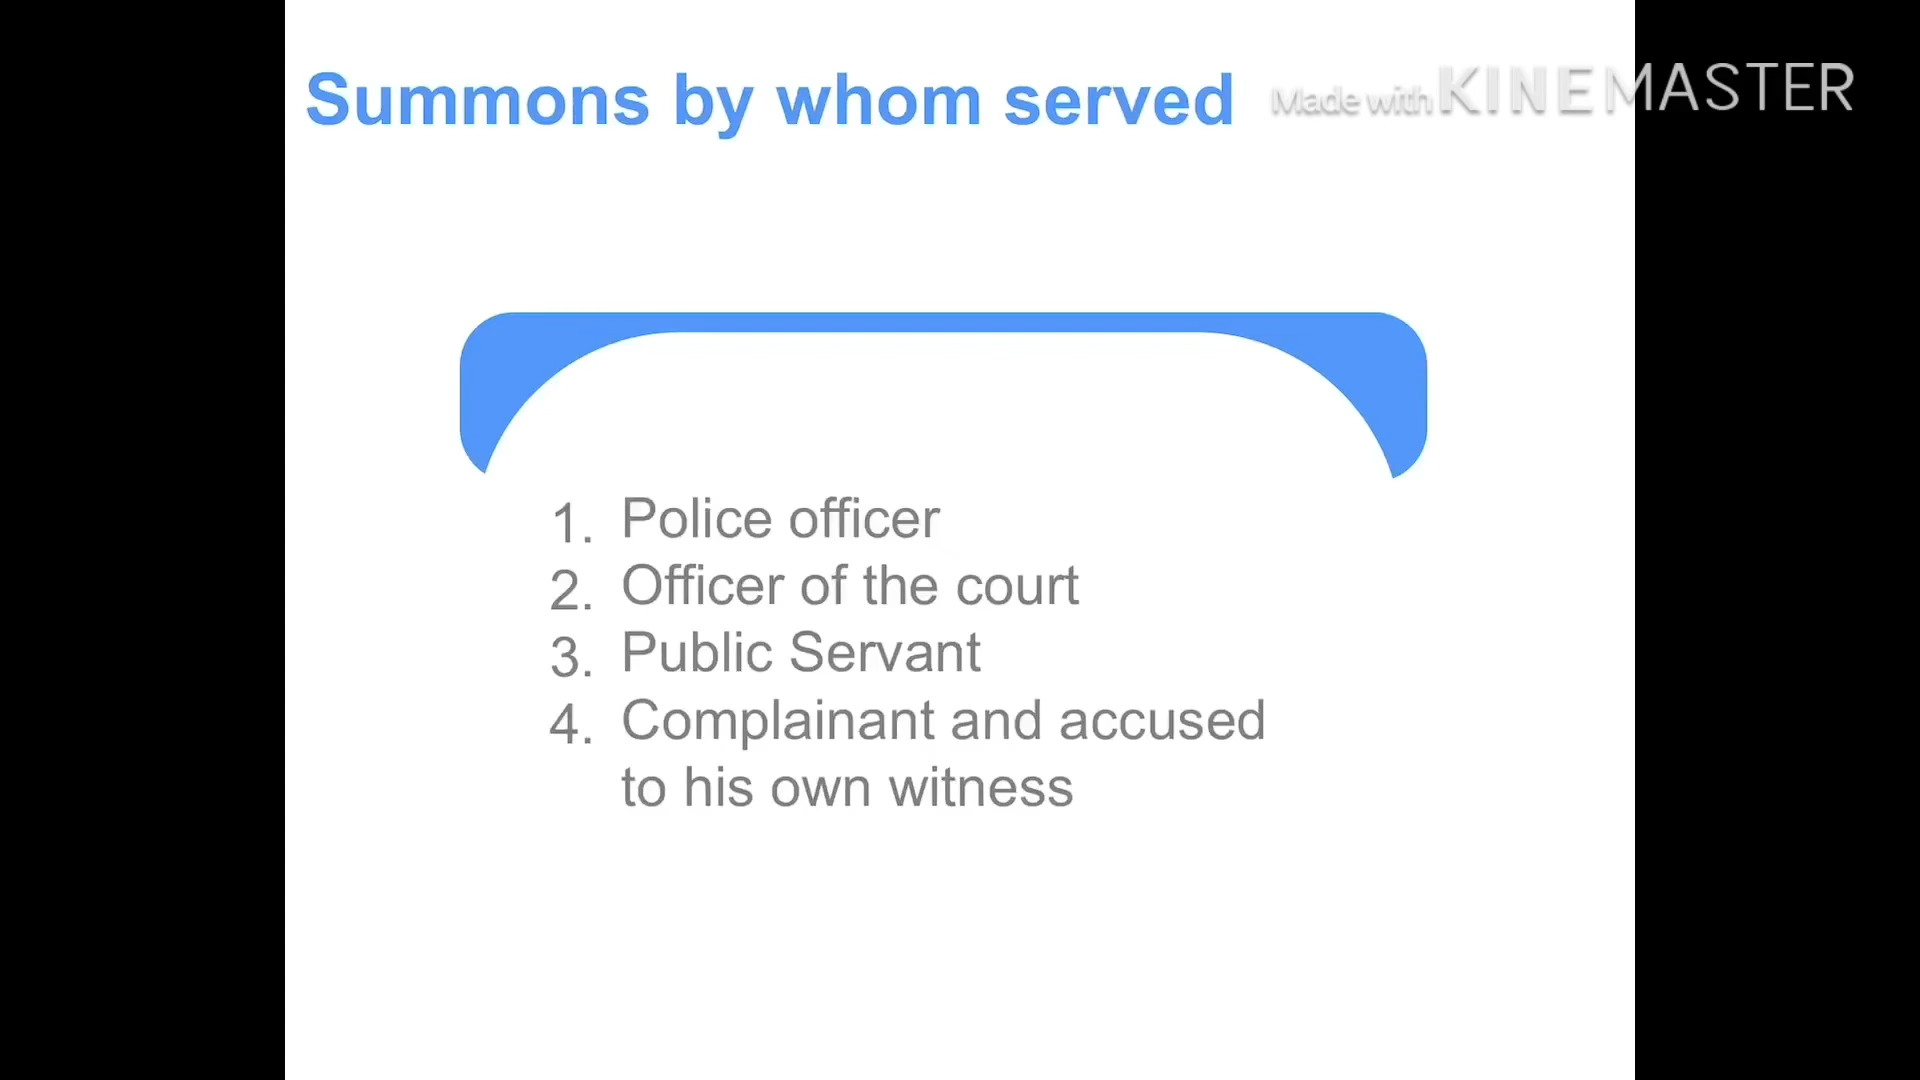 Summons by whom served
Made with KINEMASTER
1. Police officer
2. Officer of the court
3. Public Servant
4. Complainant and accused
to his own witness